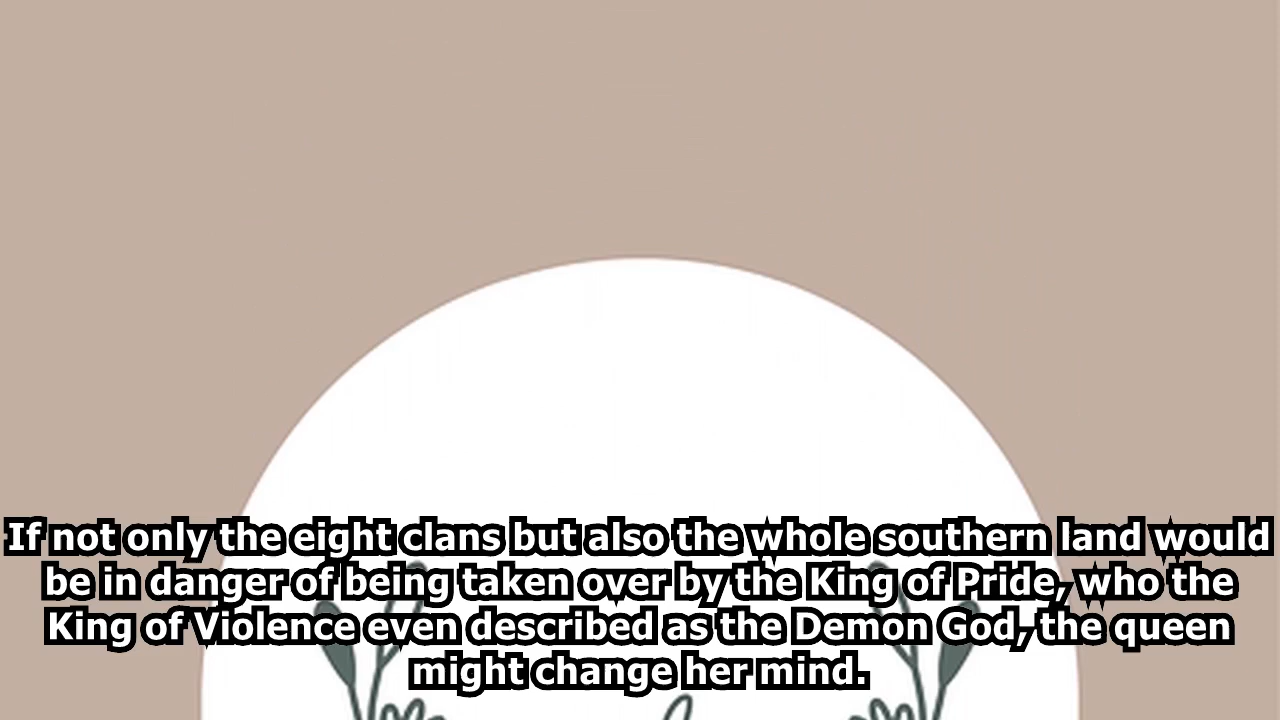 If not only the eight clans but also the whole southern land would
be in danger of being taken over by the King of Pride, who the
King of Violence even described as the Demon God, the queen
might change her mind.